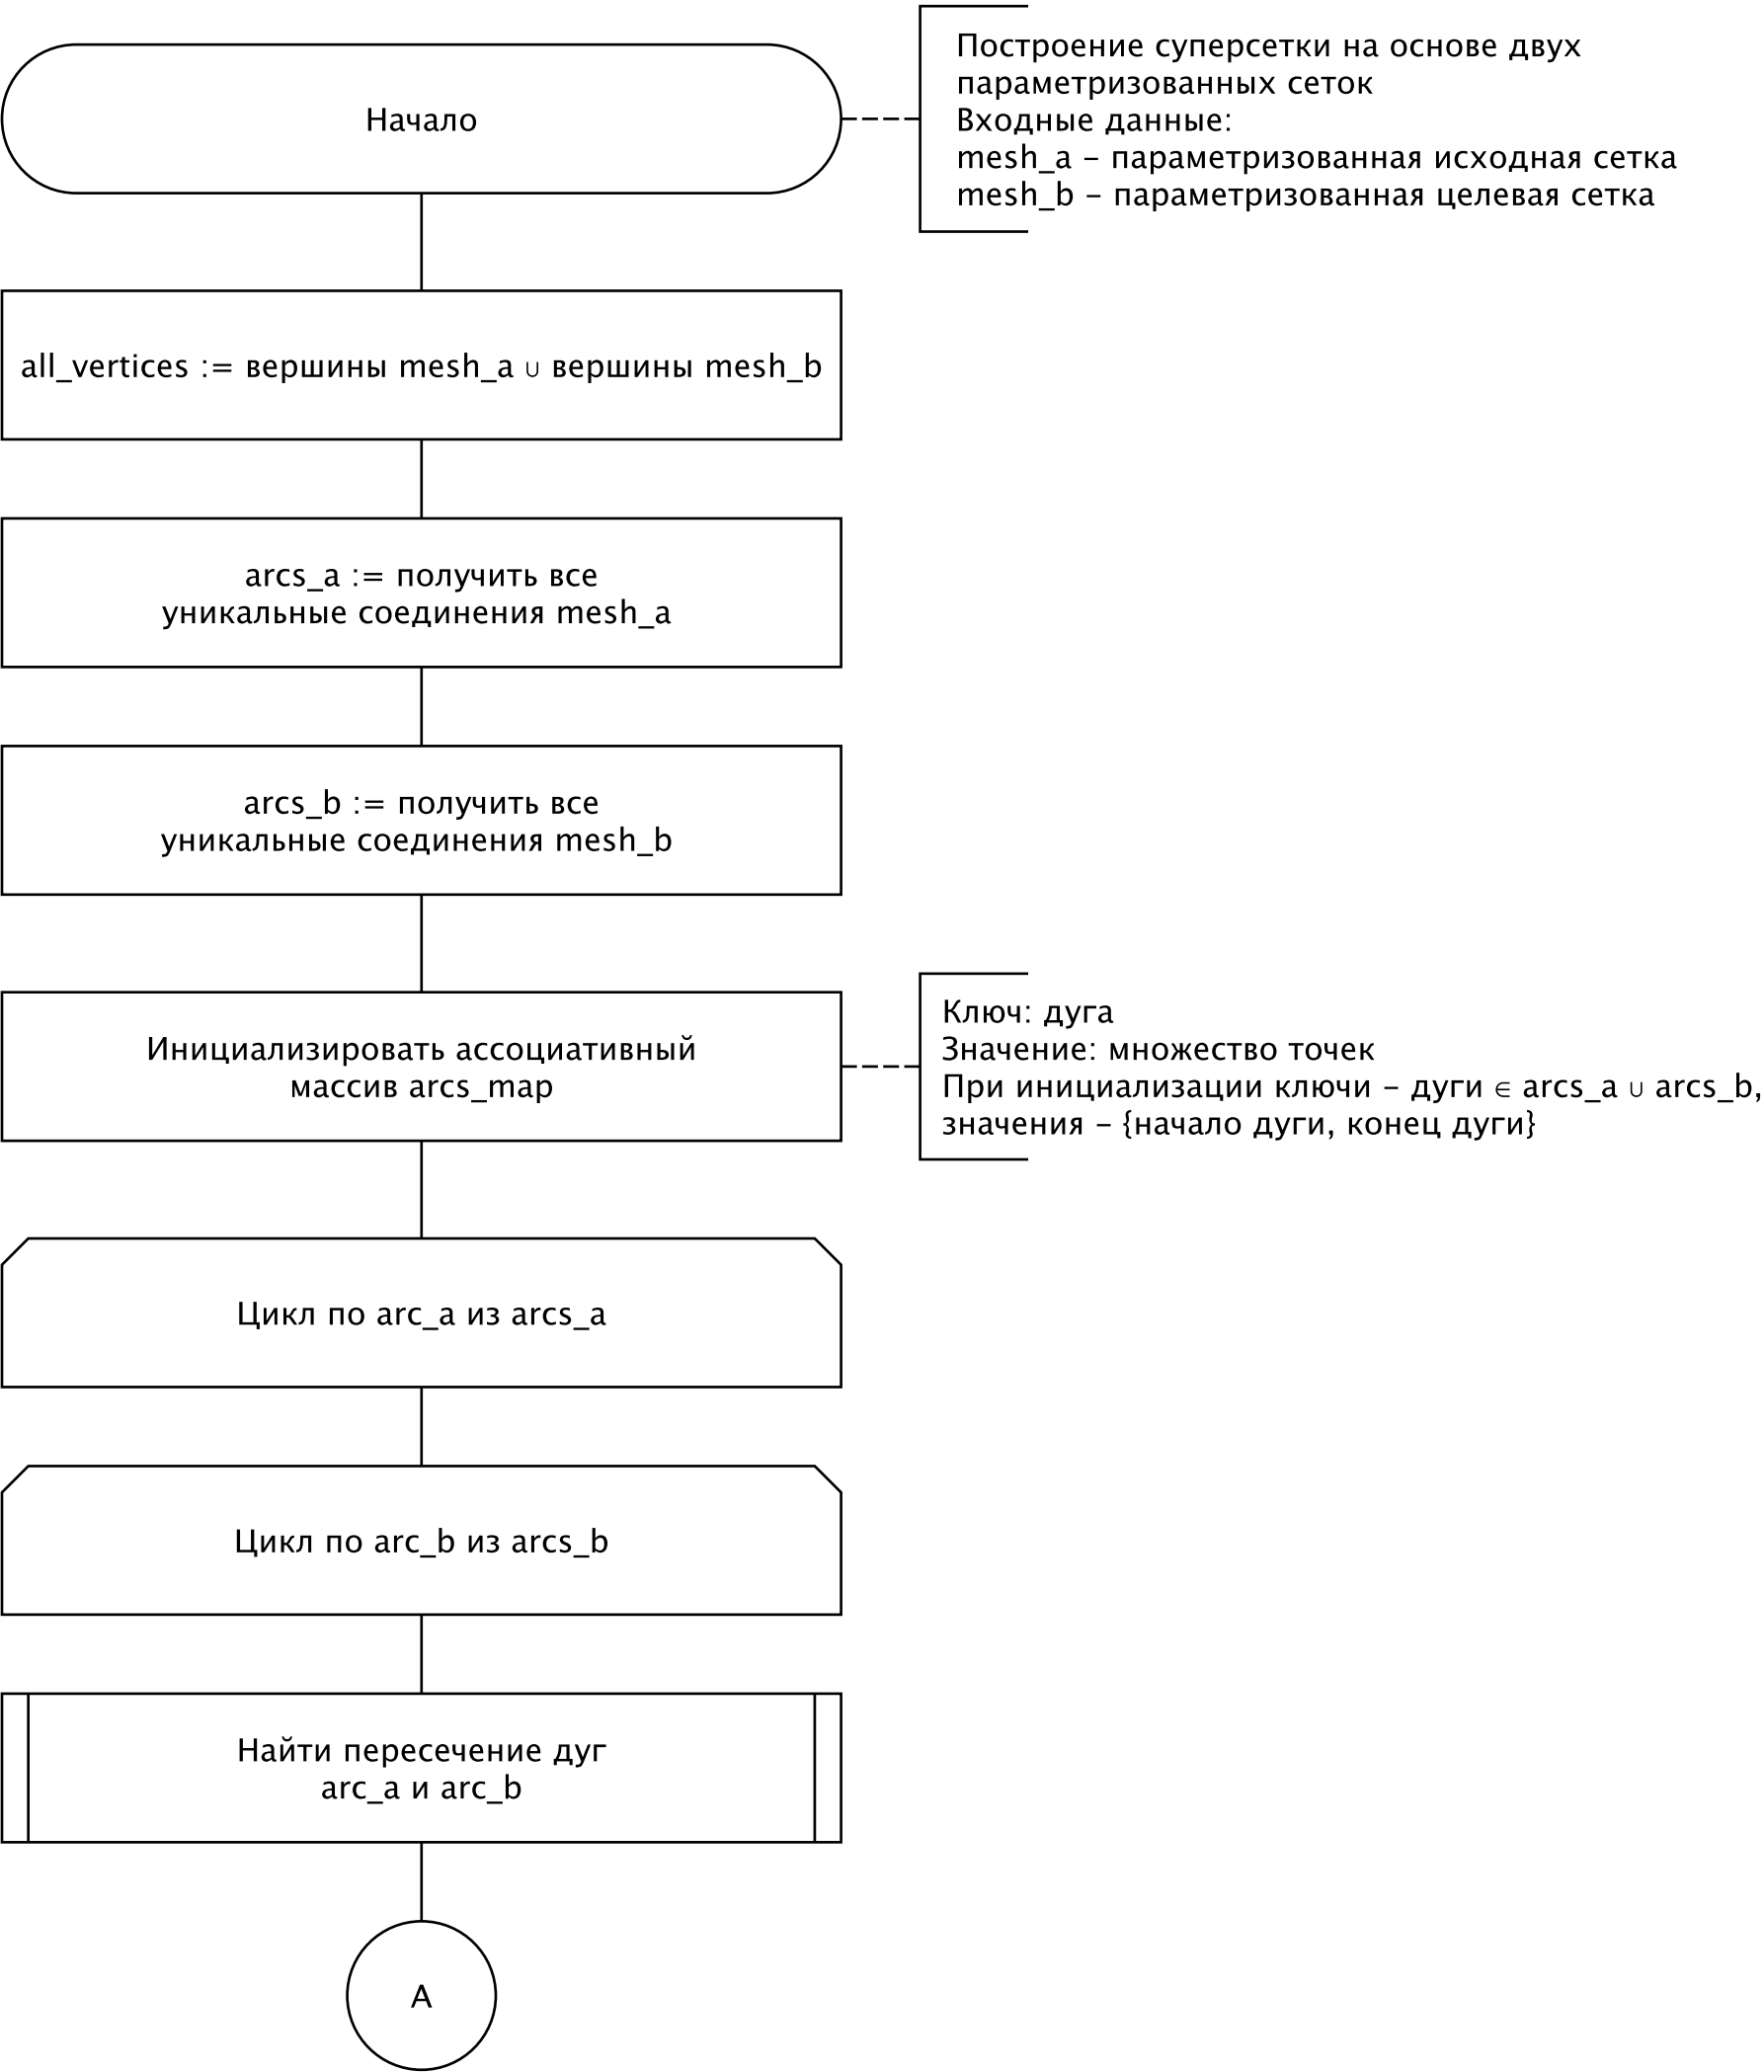 Начало
Построение суперсетки на основе двух
параметризованных сеток
Входные данные:
mesh_a – параметризованная исходная сетка
mesh_b – параметризованная целевая сетка
all_vertices := вершины mesh_a ∪ вершины mesh_b
arcs_a := получить все
уникальные соединения mesh_a
arcs_b := получить все
уникальные соединения mesh_b
Инициализировать ассоциативный
массив arcs_map
Ключ: дуга
Значение: множество точек
При инициализации ключи – дуги ∈ arcs_a ∪ arcs_b,
значения – {начало дуги, конец дуги}
Цикл по arc_a из arcs_a
Цикл по arc_b из arcs_b
Найти пересечение дуг
arc_a и arc_b
А